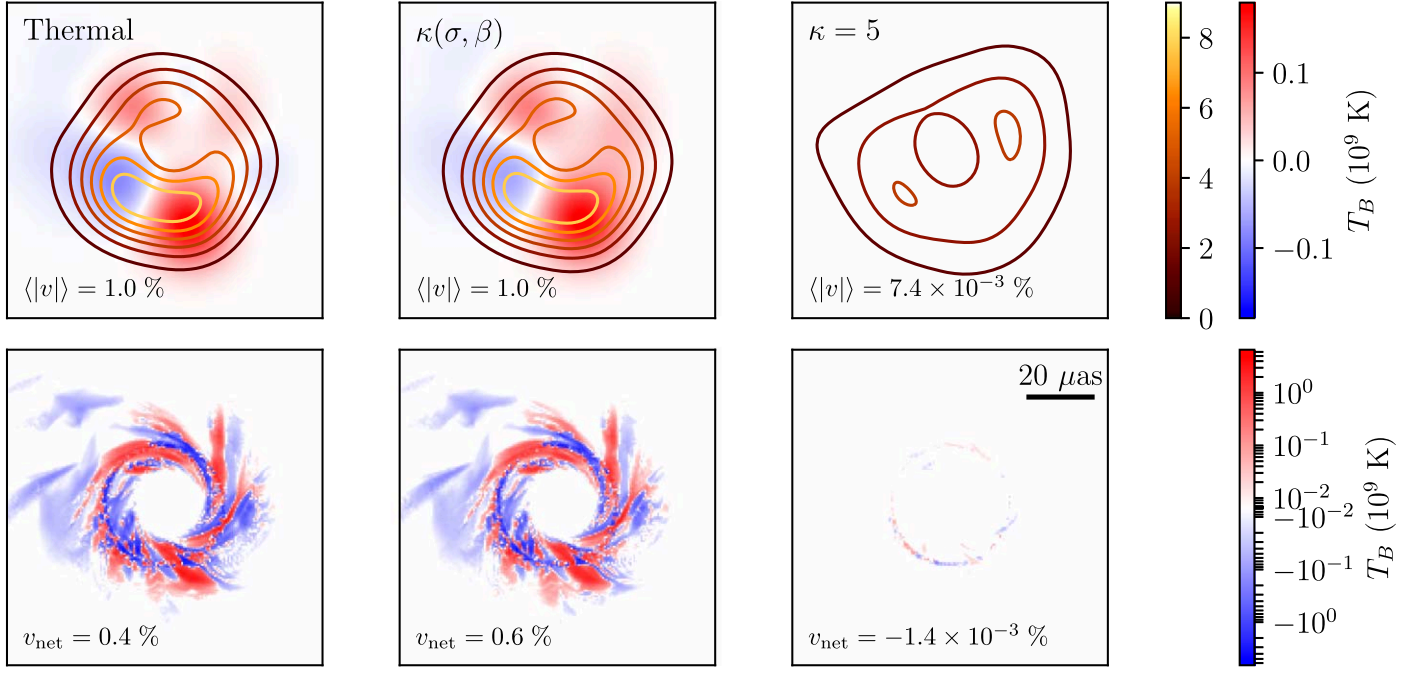 Thermal
⟨|v|⟩ = 1.0 %
κ(σ, β)
⟨|v|⟩ = 1.0 %
κ = 5
⟨|v|⟩ = 7.4 × 10⁻³ %
8
6
4
2
0
0.1
0.0
−0.1
T_B (10⁹ K)
v_net = 0.4 %
v_net = 0.6 %
20 μas
v_net = −1.4 × 10⁻³ %
10⁰
10⁻¹
10⁻²
−10⁻²
−10⁻¹
−10⁰
T_B (10⁹ K)